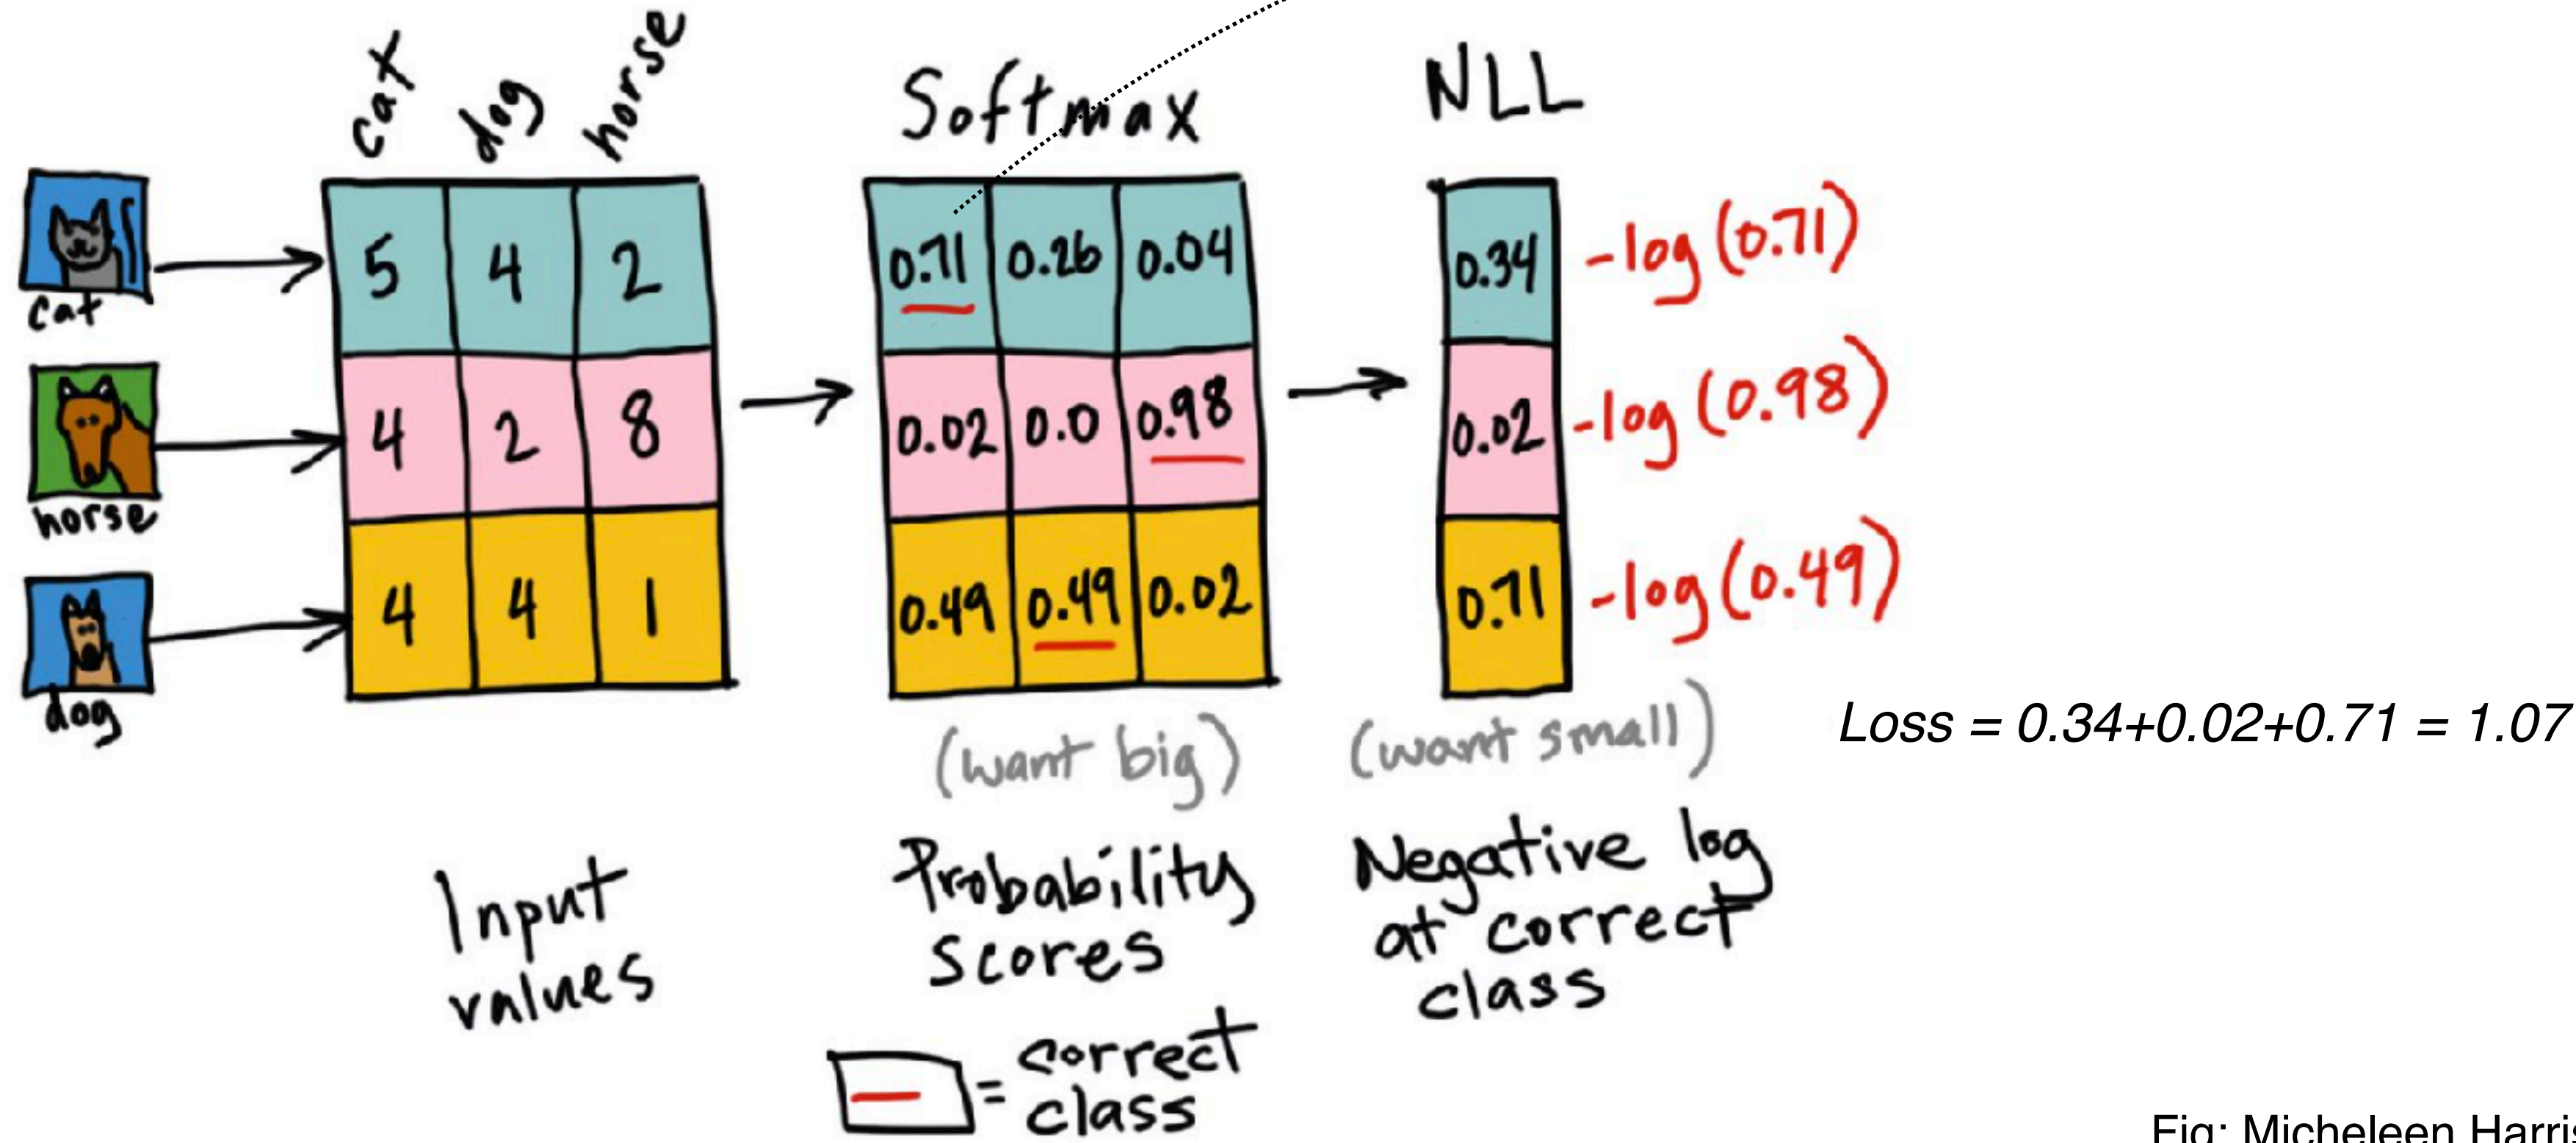 cat dog horse
Softmax
NLL
cat
5 4 2
0.71 0.26 0.04
0.34
-log (0.71)
horse
4 2 8
0.02 0.0 0.98
0.02
-log (0.98)
dog
4 4 1
0.49 0.49 0.02
0.71
-log (0.49)
(want big)
(want small)
Loss = 0.34+0.02+0.71 = 1.07
Input
values
Probability
scores
Negative log
at correct
class
= correct
class
Fig: Micheleen Harris